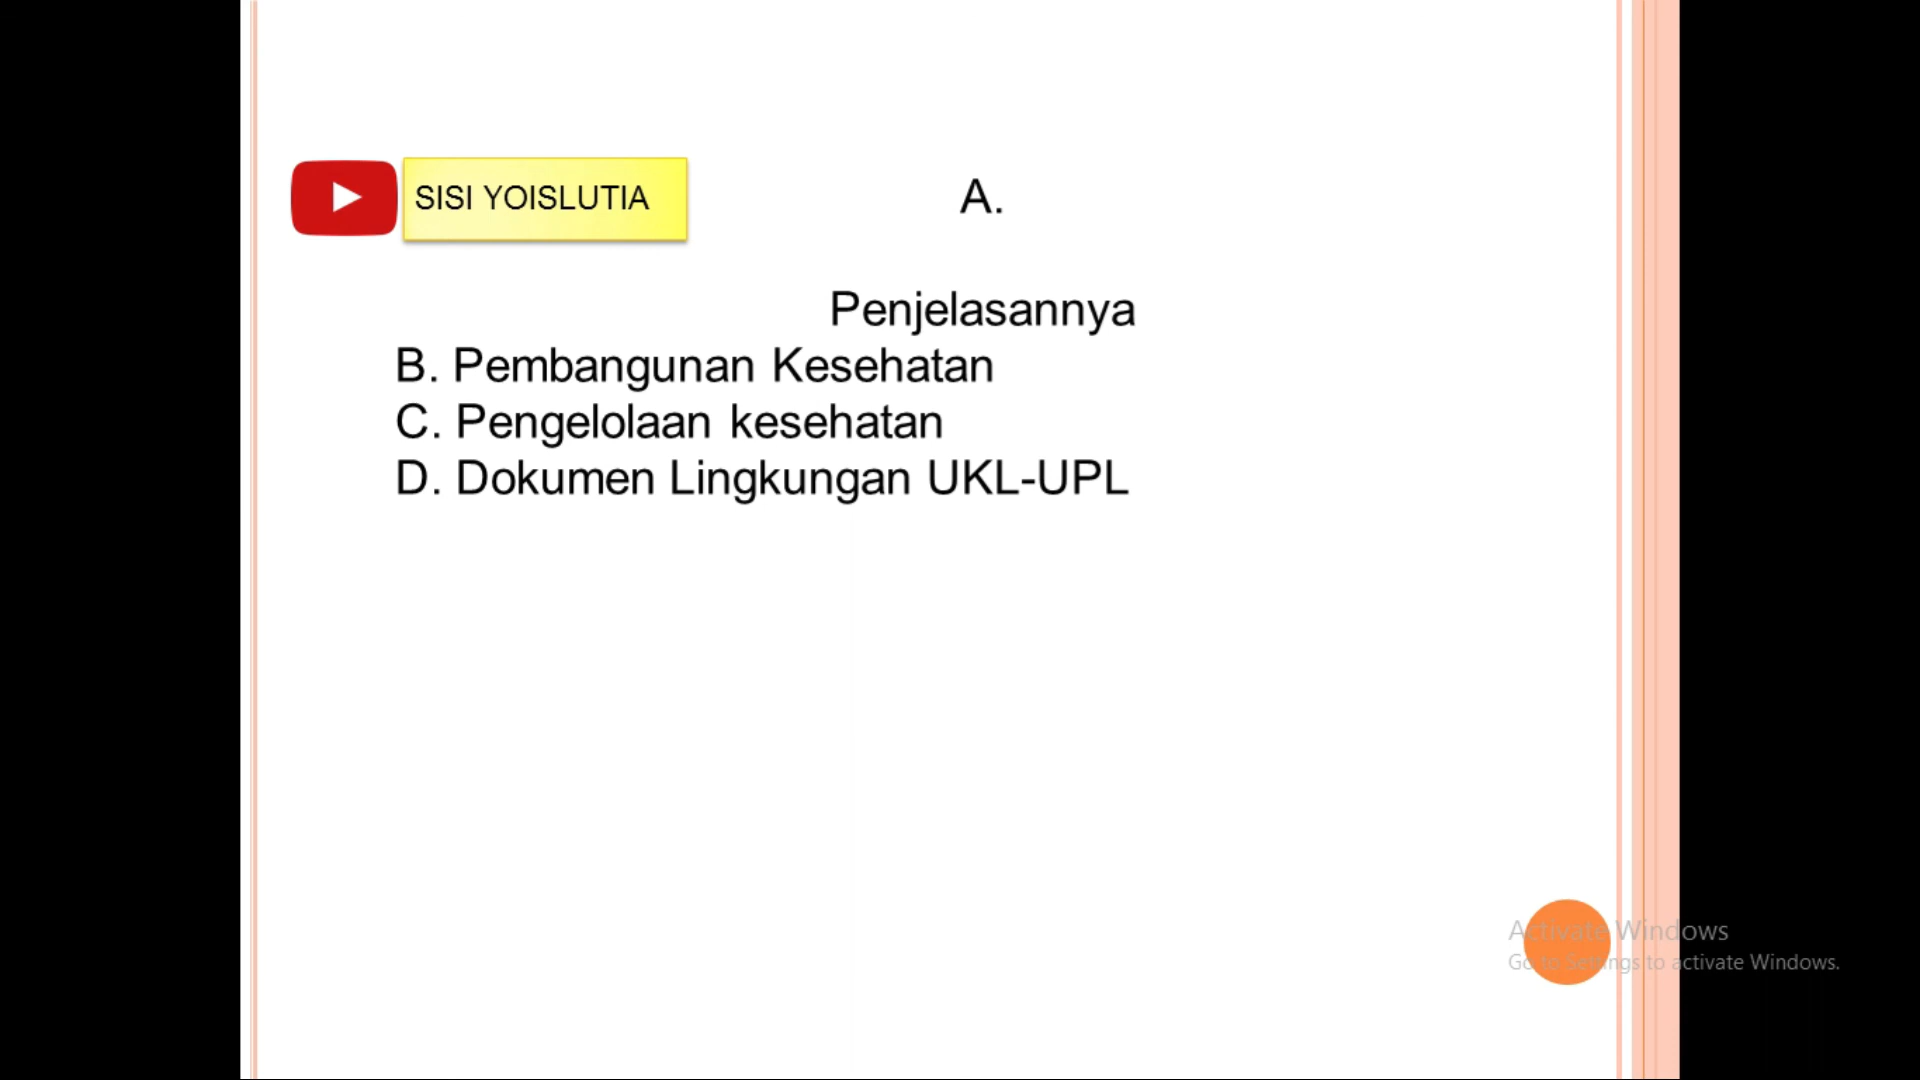 SISI YOISLUTIA
A.
Penjelasannya
B. Pembangunan Kesehatan
C. Pengelolaan kesehatan
D. Dokumen Lingkungan UKL-UPL
Activate Windows
Go to Settings to activate Windows.